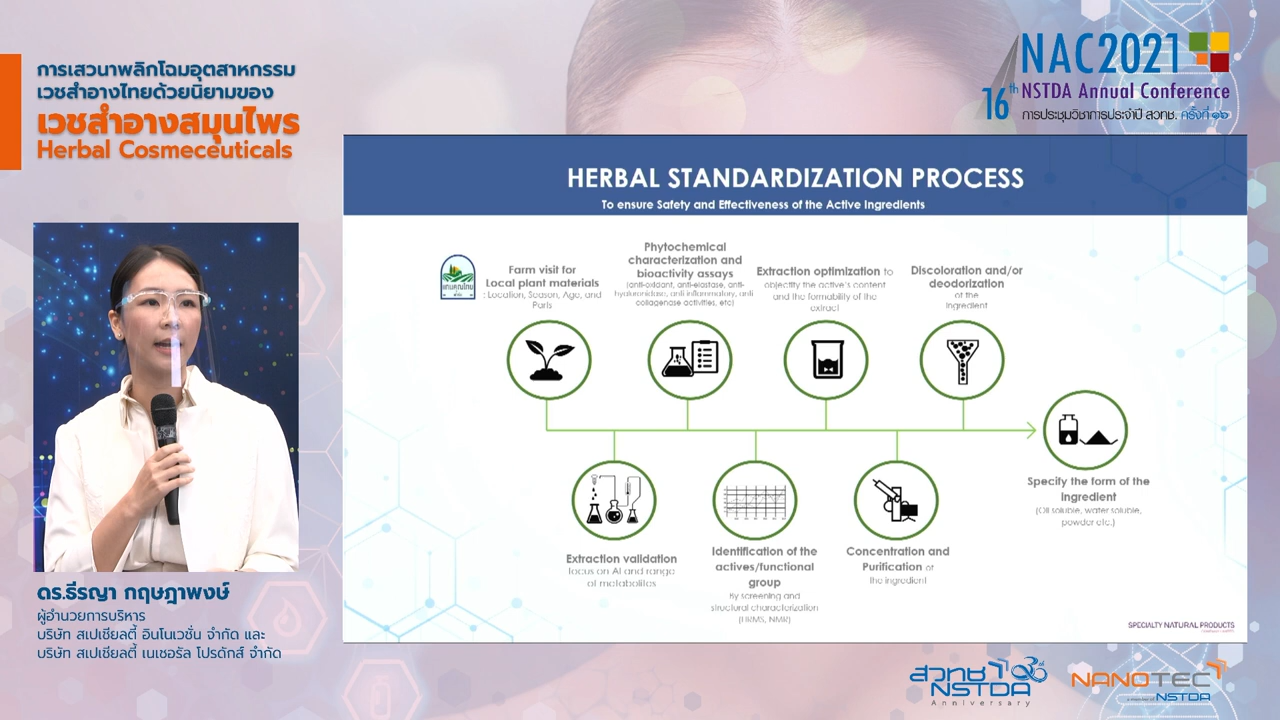 การเสวนาพลิกโฉมอุตสาหกรรม
เวชสำอางไทยด้วยนิยามของ
เวชสำอางสมุนไพร
Herbal Cosmeceuticals
NAC2021
16th NSTDA Annual Conference
การประชุมวิชาการประจำปี สวทช. ครั้งที่ ๑๖
HERBAL STANDARDIZATION PROCESS
To ensure Safety and Effectiveness of the Active Ingredients
Farm visit for
Local plant materials
: Location, Season, Age, and
Parts
Phytochemical
characterization and
bioactivity assays
(anti-oxidant, anti-elastase, anti-
hyaluronidase, anti inflammatory, anti
collagenase activities, etc)
Extraction optimization to
objectify the active's content
and the formability of the
extract
Discoloration and/or
deodorization
of the
ingredient
Extraction validation
focus on AI and range
of metabolites
Identification of the
actives/functional
group
By screening and
structural characterization
(HRMS, NMR)
Concentration and
Purification of
the ingredient
Specify the form of the
ingredient
(Oil soluble, water soluble,
powder etc.)
SPECIALTY NATURAL PRODUCTS
ดร.ธีรญา กฤษฎาพงษ์
ผู้อำนวยการบริหาร
บริษัท สเปเชียลตี้ อินโนเวชั่น จำกัด และ
บริษัท สเปเชียลตี้ เนเชอรัล โปรดักส์ จำกัด
สวทช
NSTDA
Anniversary
NANOTEC
a member of NSTDA